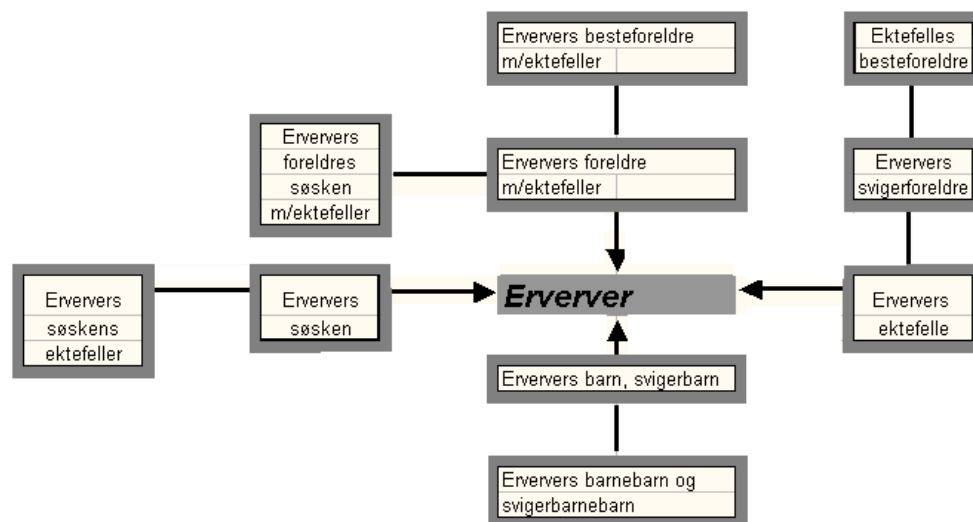 Erververs besteforeldre
m/ektefeller
Ektefelles
besteforeldre
Erververs
foreldres
søsken
m/ektefeller
Erververs foreldre
m/ektefeller
Erververs
svigerforeldre
Erververs
søskens
ektefeller
Erververs
søsken
Erverver
Erververs
ektefelle
Erververs barn, svigerbarn
Erververs barnebarn og
svigerbarnebarn